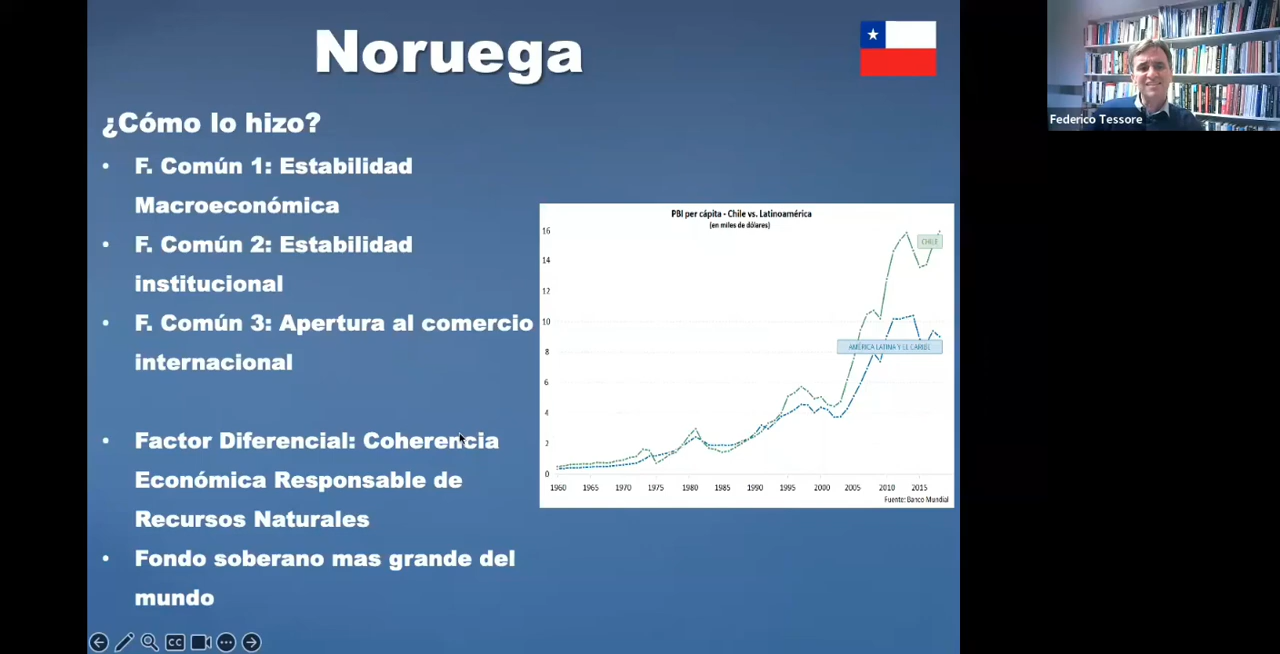 Noruega
¿Cómo lo hizo?
• F. Común 1: Estabilidad
Macroeconómica
• F. Común 2: Estabilidad
institucional
• F. Común 3: Apertura al comercio
internacional
• Factor Diferencial: Coherencia
Económica Responsable de
Recursos Naturales
• Fondo soberano mas grande del
mundo
PBI per cápita - Chile vs. Latinoamérica
(en miles de dólares)
16
14
12
10
8
6
4
2
0
CHILE
AMÉRICA LATINA Y EL CARIBE
1960 1965 1970 1975 1980 1985 1990 1995 2000 2005 2010 2015
Fuente: Banco Mundial
Federico Tessore
CC